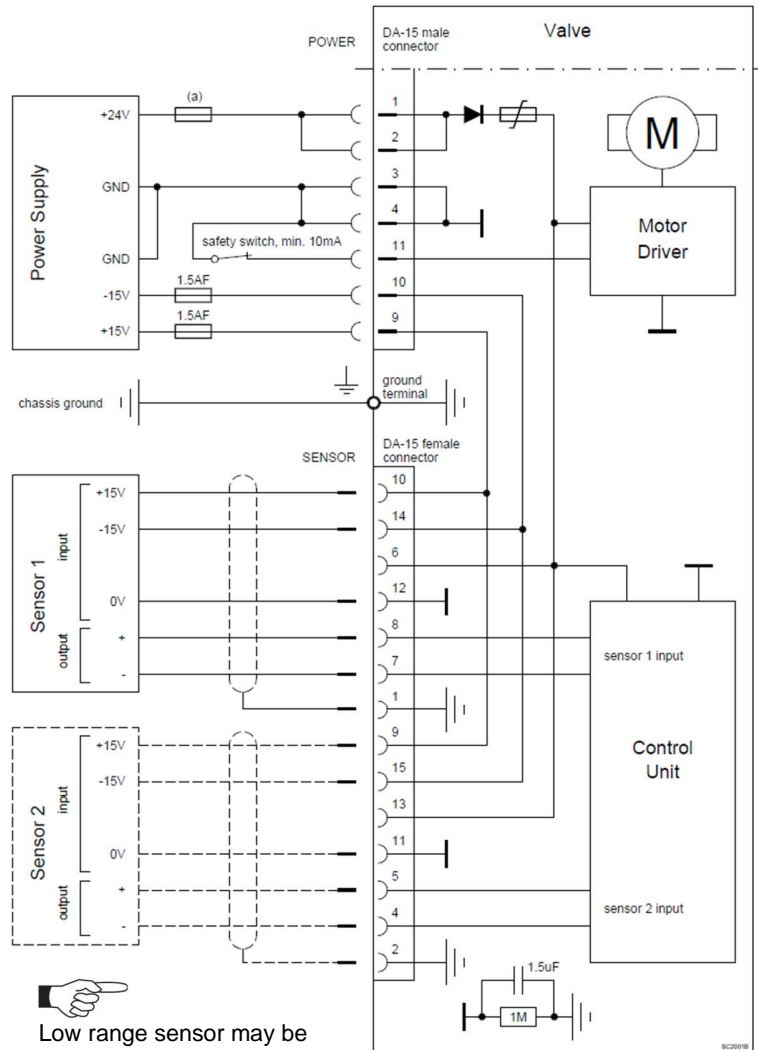 POWER
DA-15 male
connector
Valve
Power Supply
+24V
(a)
1
2
GND
3
4
safety switch, min. 10mA
GND
11
-15V
1.5AF
10
+15V
1.5AF
9
M
Motor
Driver
chassis ground
ground
terminal
SENSOR
DA-15 female
connector
Sensor 1
input
+15V
10
-15V
14
6
0V
12
output
+
8
-
7
1
sensor 1 input
Sensor 2
input
+15V
9
-15V
15
13
0V
11
output
+
5
-
4
2
Control
Unit
sensor 2 input
1.5uF
1M
Low range sensor may be
SC2001B